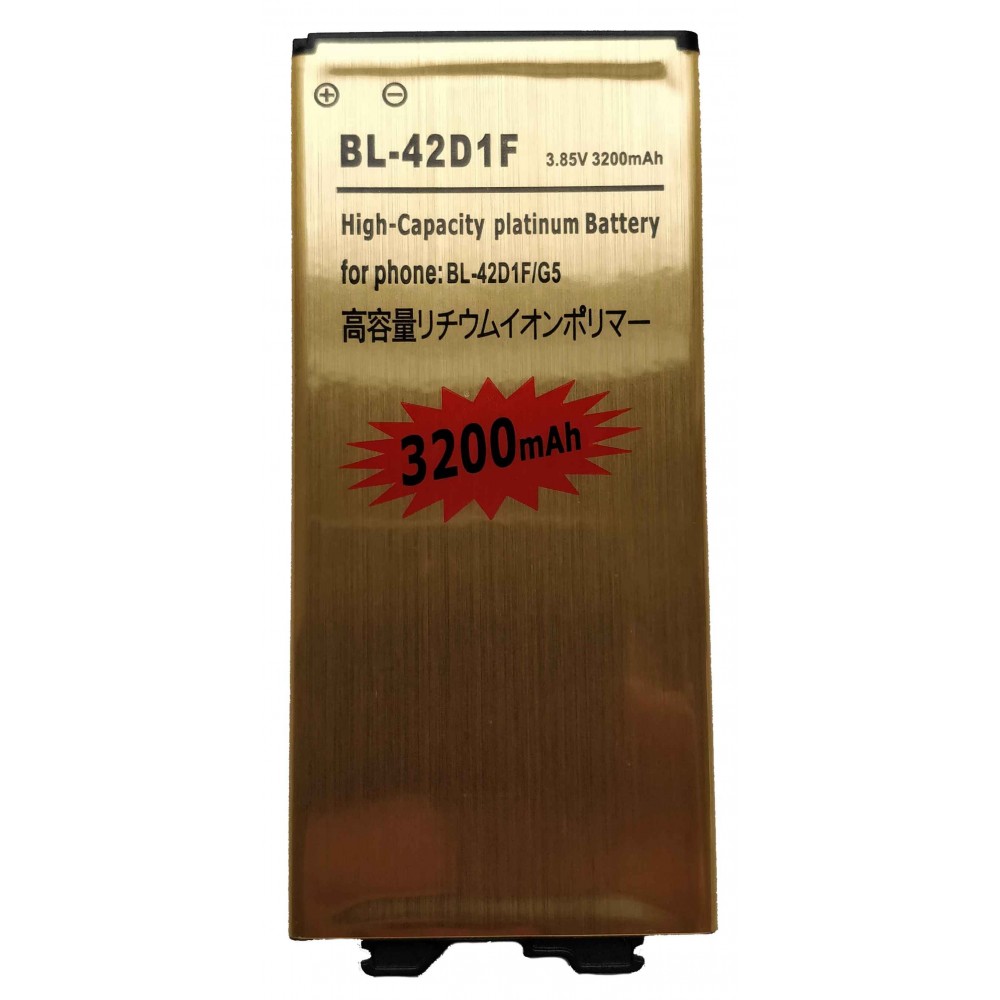 + −
BL-42D1F 3.85V 3200mAh
High-Capacity platinum Battery
for phone: BL-42D1F/G5
高容量リチウムイオンポリマー
3200mAh